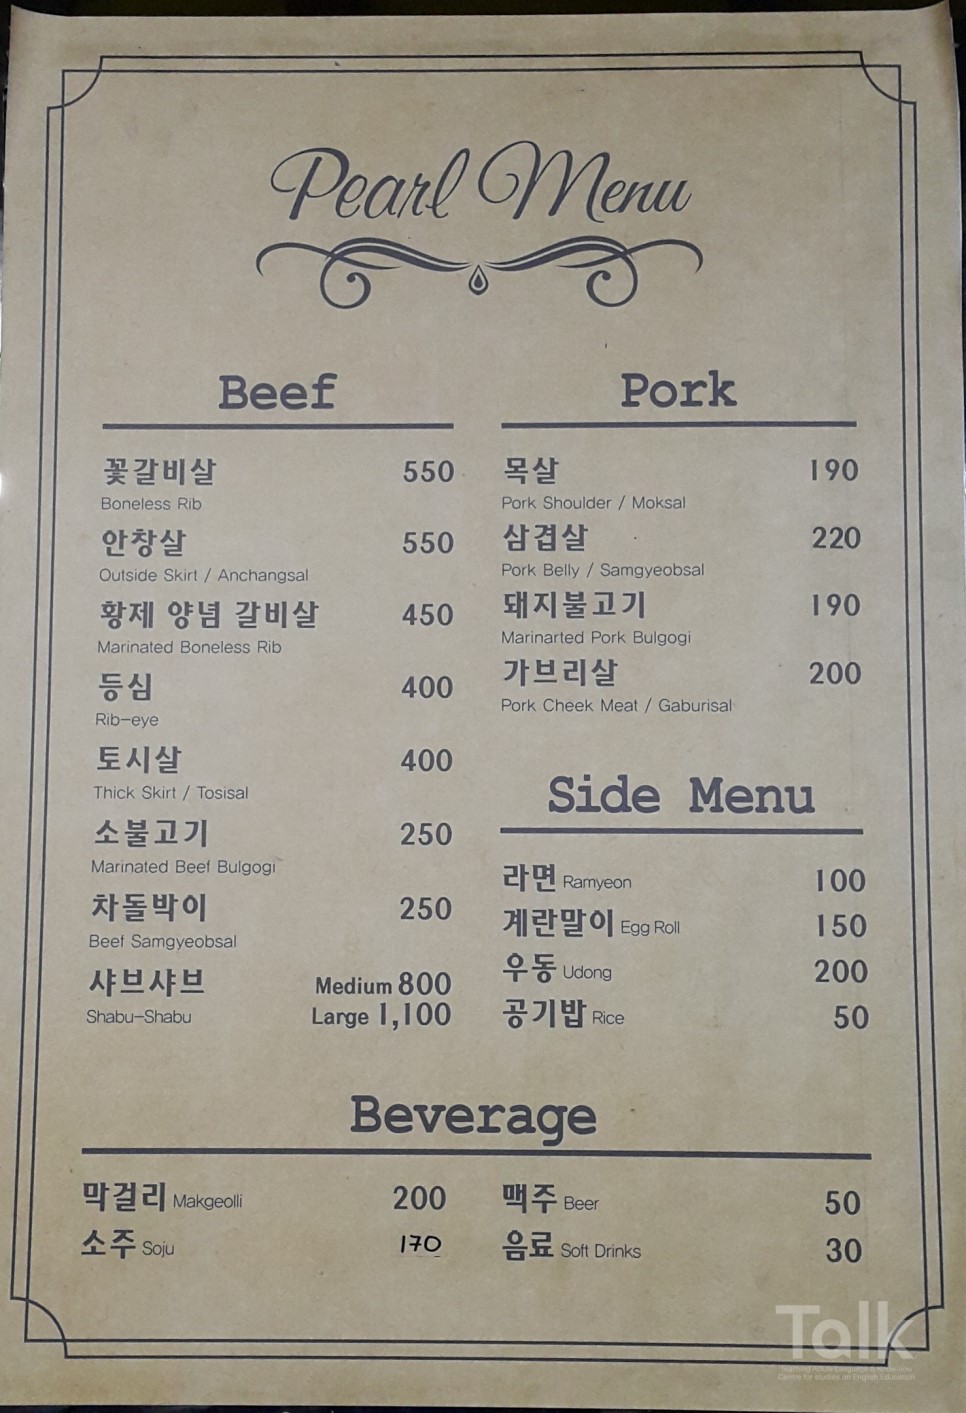 Pearl Menu
Beef
꽃갈비살 550
Boneless Rib
안창살 550
Outside Skirt / Anchangsal
황제 양념 갈비살 450
Marinated Boneless Rib
등심 400
Rib-eye
토시살 400
Thick Skirt / Tosisal
소불고기 250
Marinated Beef Bulgogi
차돌박이 250
Beef Samgyeobsal
샤브샤브 Medium 800
Shabu-Shabu Large 1,100
Pork
목살 190
Pork Shoulder / Moksal
삼겹살 220
Pork Belly / Samgyeobsal
돼지불고기 190
Marinarted Pork Bulgogi
가브리살 200
Pork Cheek Meat / Gaburisal
Side Menu
라면 Ramyeon 100
계란말이 Egg Roll 150
우동 Udong 200
공기밥 Rice 50
Beverage
막걸리 Makgeolli 200
소주 Soju 170
맥주 Beer 50
음료 Soft Drinks 30
Talk
Centre for studies on English Education